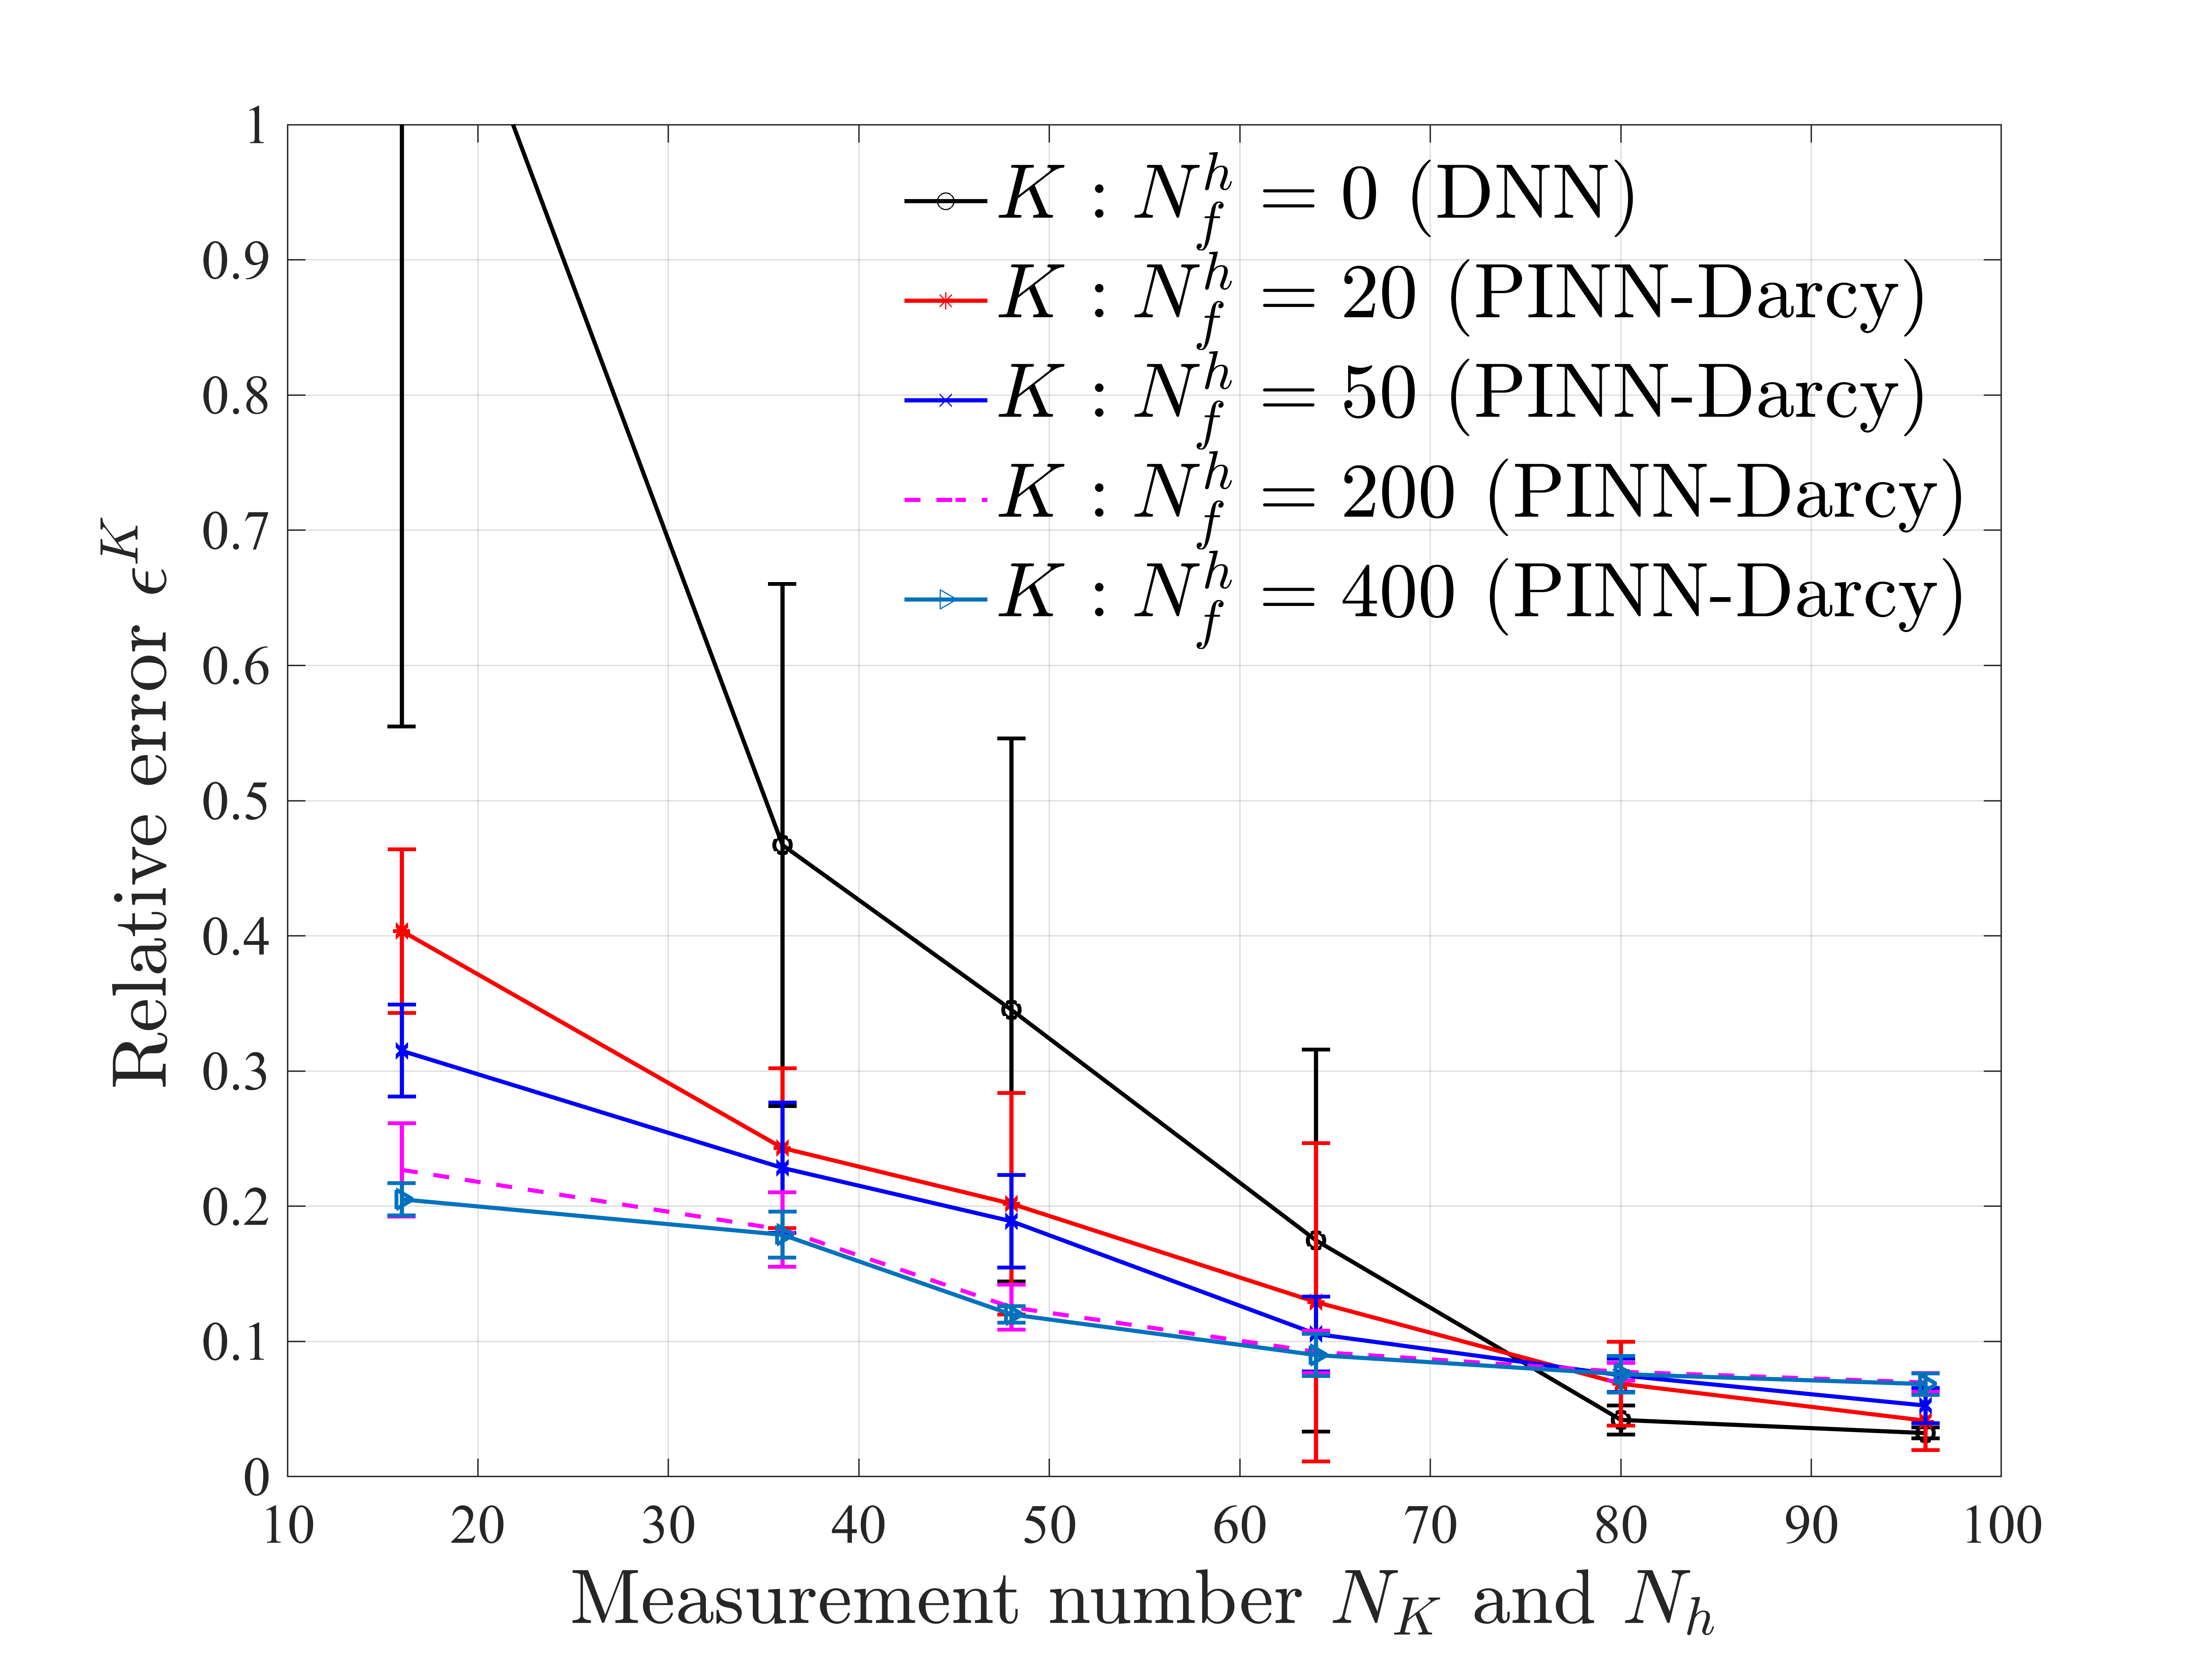 1
0.9
0.8
0.7
0.6
0.5
0.4
0.3
0.2
0.1
0
Relative error ϵ^K
K : N_f^h = 0 (DNN)
K : N_f^h = 20 (PINN-Darcy)
K : N_f^h = 50 (PINN-Darcy)
K : N_f^h = 200 (PINN-Darcy)
K : N_f^h = 400 (PINN-Darcy)
10 20 30 40 50 60 70 80 90 100
Measurement number N_K and N_h